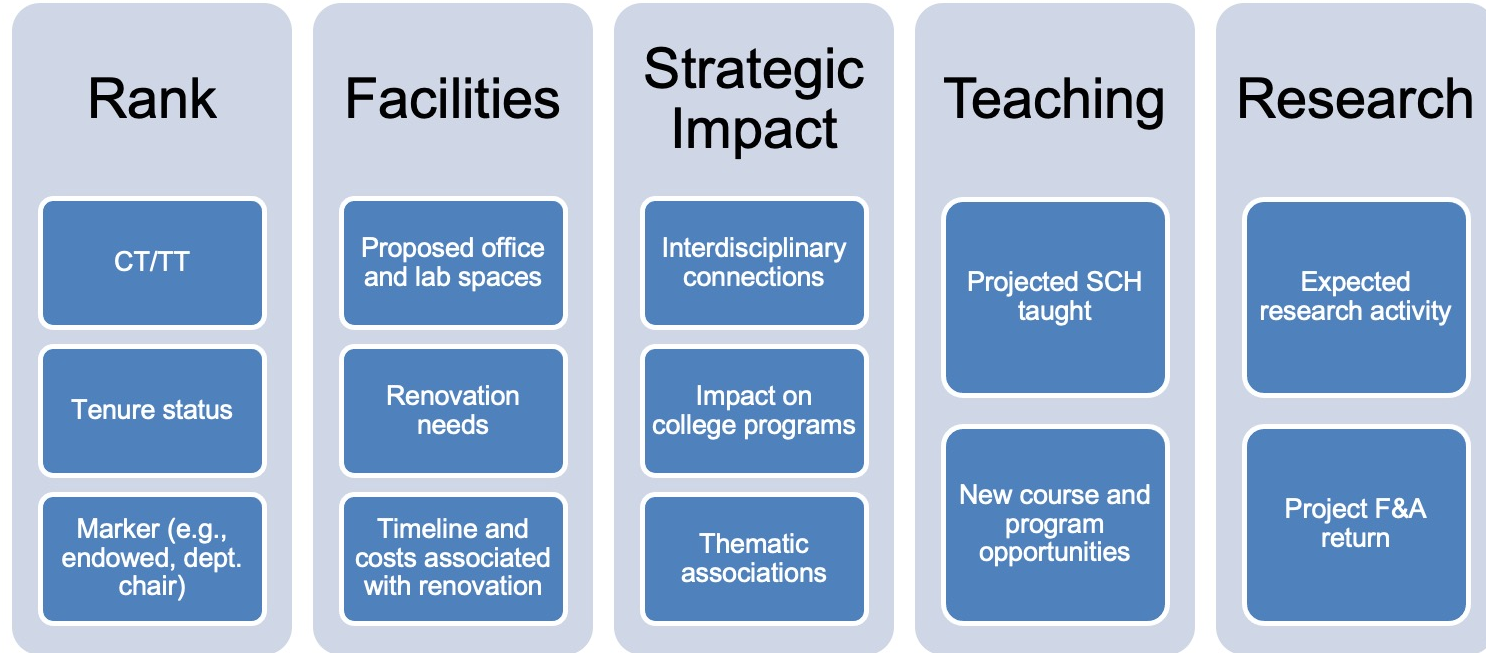 Rank
CT/TT
Tenure status
Marker (e.g.,
endowed, dept.
chair)
Facilities
Proposed office
and lab spaces
Renovation
needs
Timeline and
costs associated
with renovation
Strategic
Impact
Interdisciplinary
connections
Impact on
college programs
Thematic
associations
Teaching
Projected SCH
taught
New course and
program
opportunities
Research
Expected
research activity
Project F&A
return